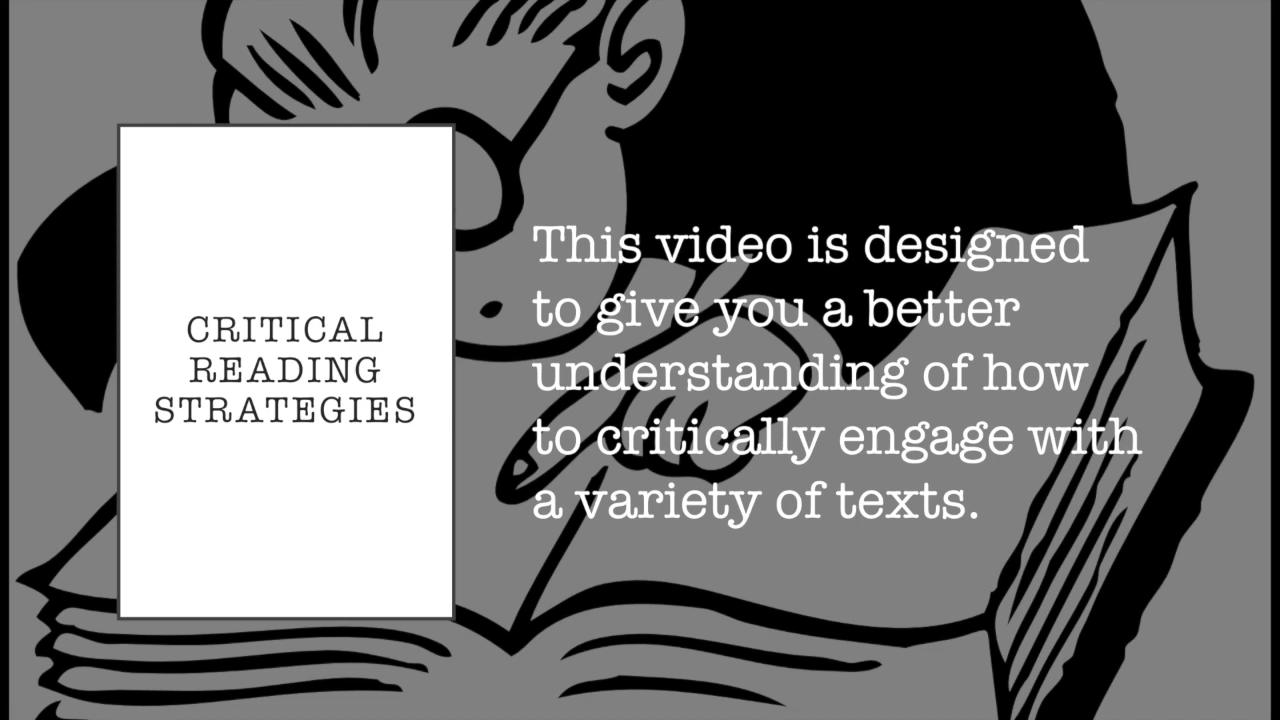 CRITICAL
READING
STRATEGIES
This video is designed
to give you a better
understanding of how
to critically engage with
a variety of texts.